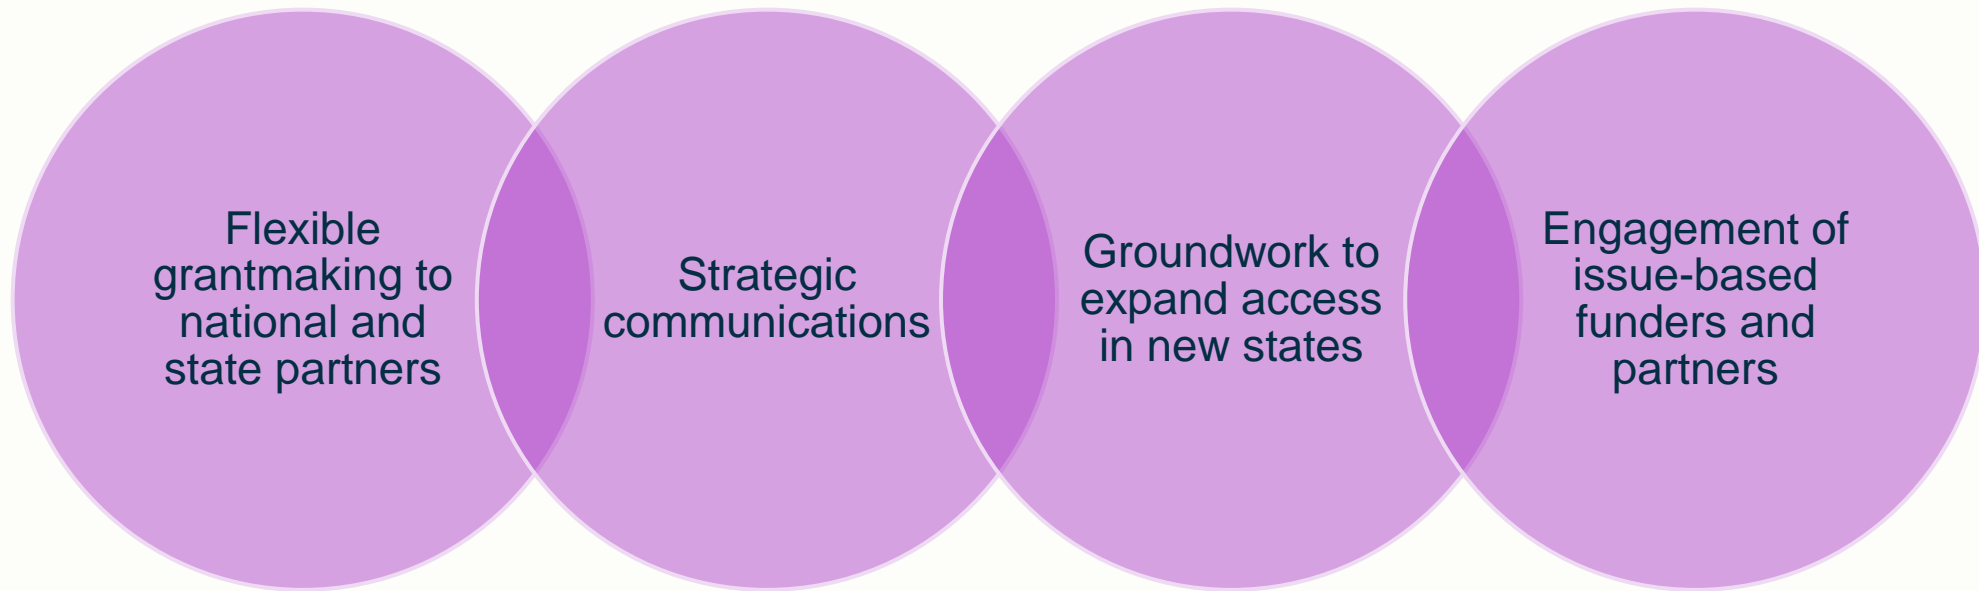 Flexible
grantmaking to
national and
state partners
Strategic
communications
Groundwork to
expand access
in new states
Engagement of
issue-based
funders and
partners